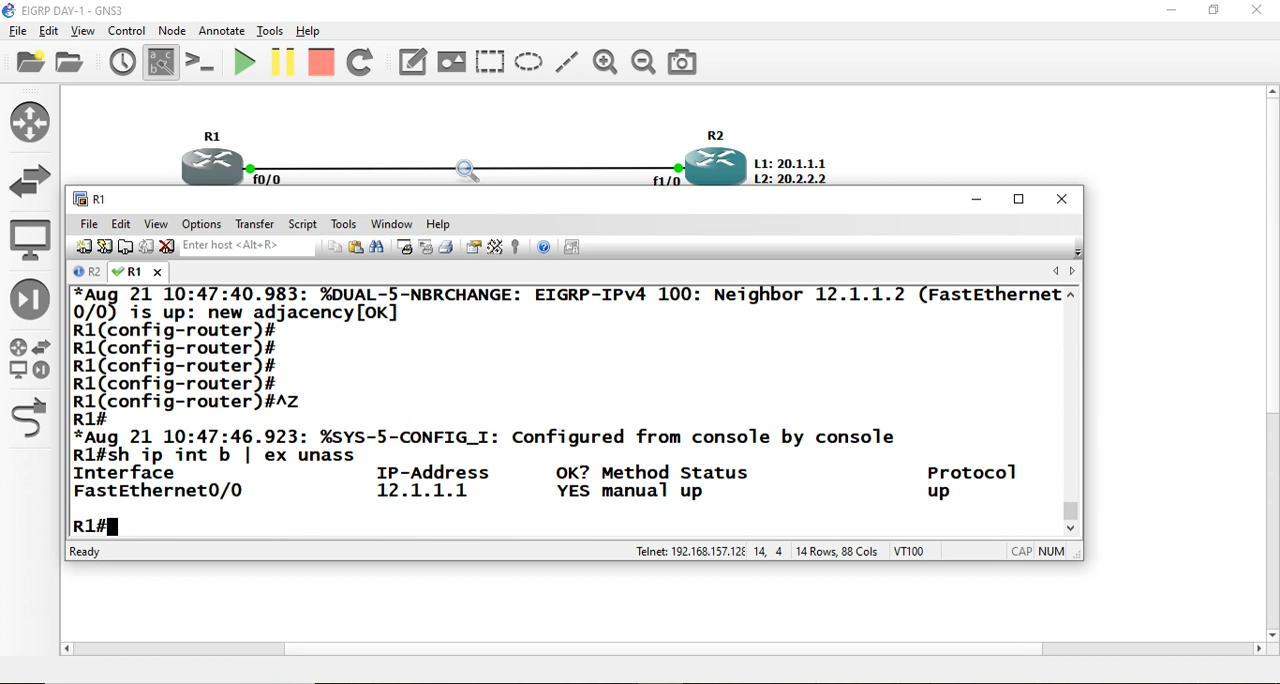 EIGRP DAY-1 - GNS3
File Edit View Control Node Annotate Tools Help
R1
R2
L1: 20.1.1.1
L2: 20.2.2.2
f0/0
f1/0
R1
File Edit View Options Transfer Script Tools Window Help
Enter host <Alt+R>
R2 R1
*Aug 21 10:47:40.983: %DUAL-5-NBRCHANGE: EIGRP-IPv4 100: Neighbor 12.1.1.2 (FastEthernet
0/0) is up: new adjacency[OK]
R1(config-router)#
R1(config-router)#
R1(config-router)#
R1(config-router)#
R1(config-router)#^Z
R1#
*Aug 21 10:47:46.923: %SYS-5-CONFIG_I: Configured from console by console
R1#sh ip int b | ex unass
Interface IP-Address OK? Method Status Protocol
FastEthernet0/0 12.1.1.1 YES manual up up
R1#
Ready Telnet: 192.168.157.128 14, 4 14 Rows, 88 Cols VT100 CAP NUM